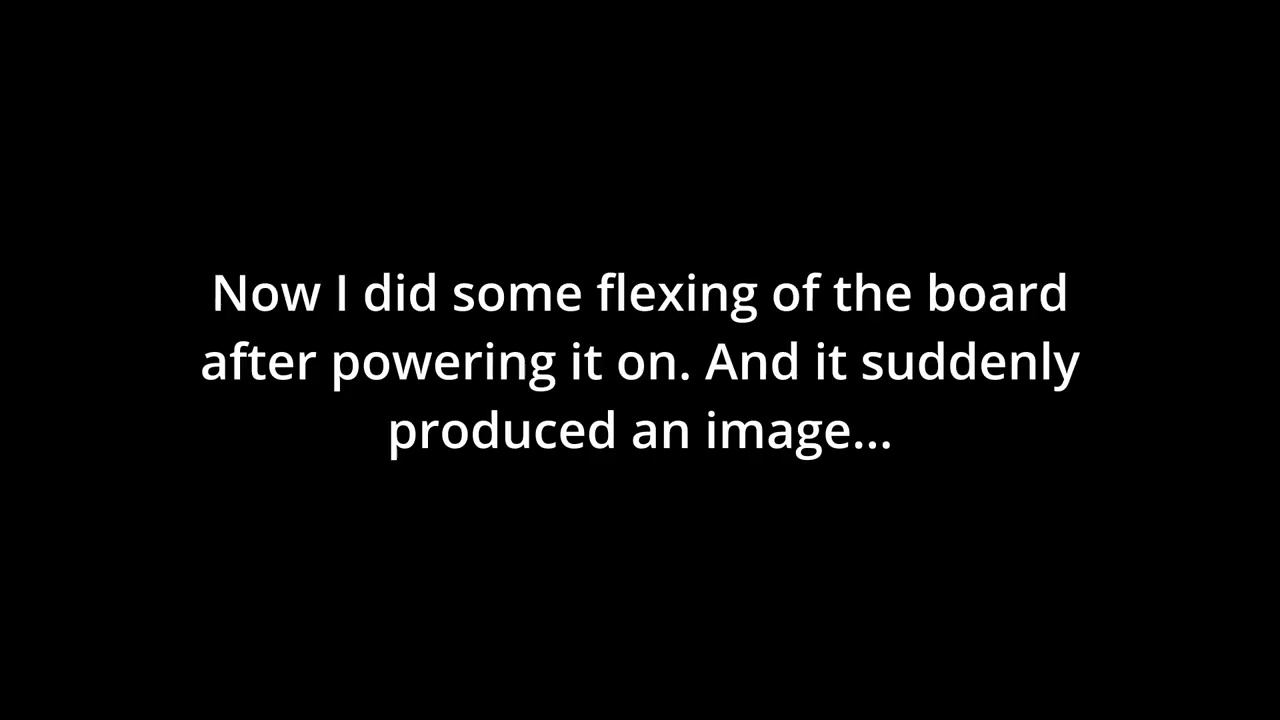 Now I did some flexing of the board
after powering it on. And it suddenly
produced an image...